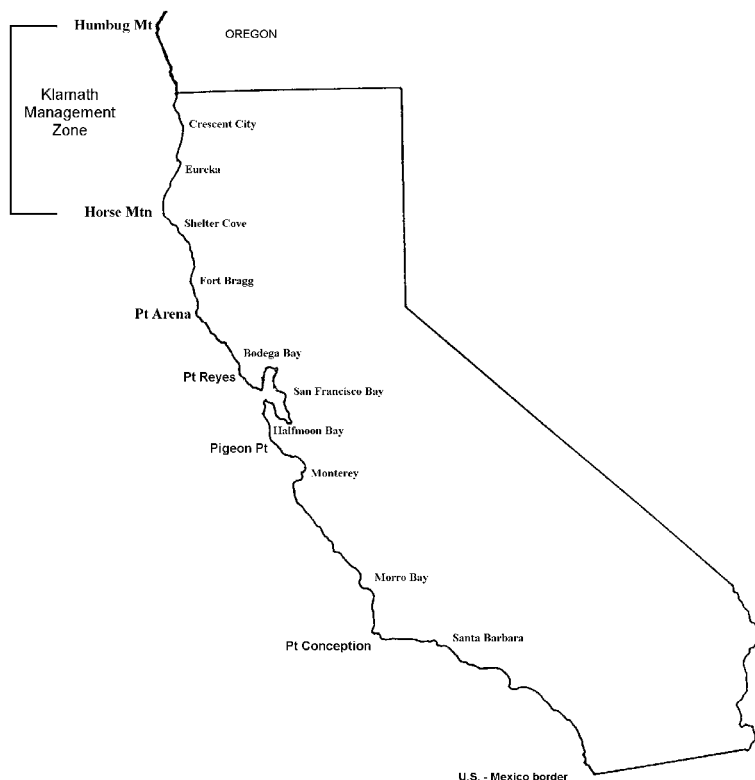 Humbug Mt
OREGON
Klamath
Management
Zone
Crescent City
Eureka
Horse Mtn
Shelter Cove
Fort Bragg
Pt Arena
Bodega Bay
Pt Reyes
San Francisco Bay
Halfmoon Bay
Pigeon Pt
Monterey
Morro Bay
Pt Conception
Santa Barbara
U.S. - Mexico border